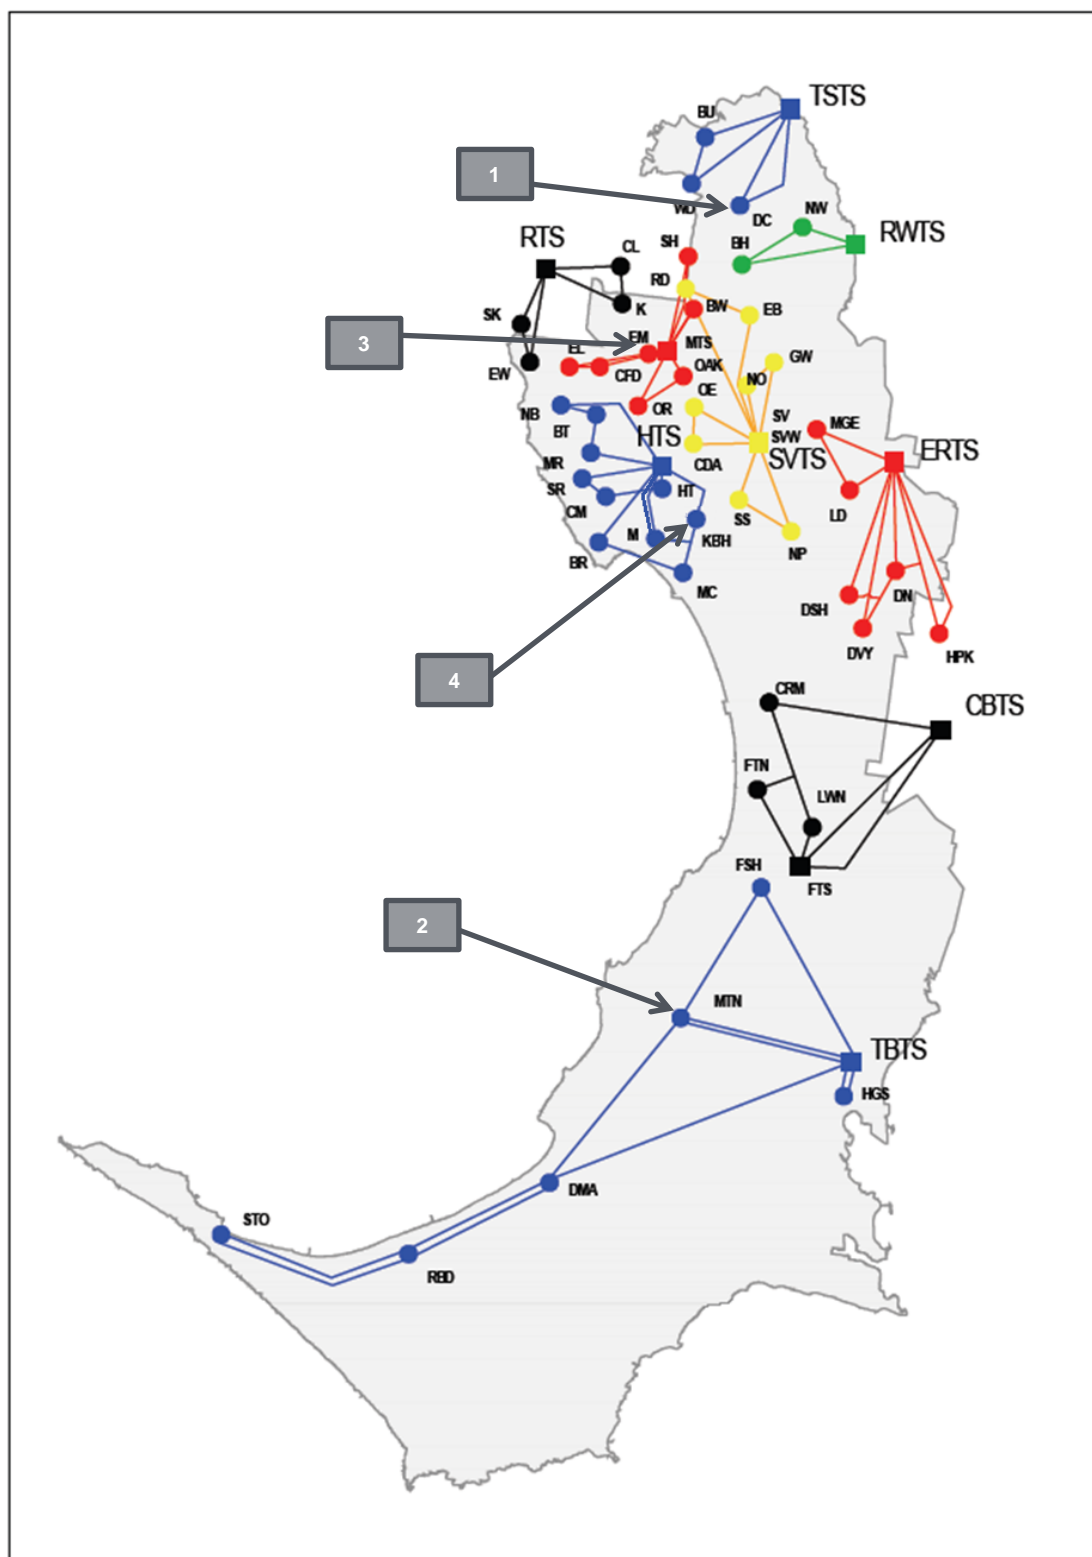 TSTS
BU
1
WD
DC
NW
RWTS
BH
SH
CL
RTS
RD
K
BW
EB
SK
3
EM
MTS
GW
EL
CFD
OAK
EW
NO
OE
NB
OR
SV
MGE
BT
HTS
SVW
ERTS
SVTS
CDA
MR
SR
HT
CM
SS
LD
M
KBH
NP
BR
MC
DN
DSH
DVY
HPK
4
CRM
CBTS
FTN
LWN
FSH
FTS
2
MTN
TBTS
HGS
DMA
STO
RBD